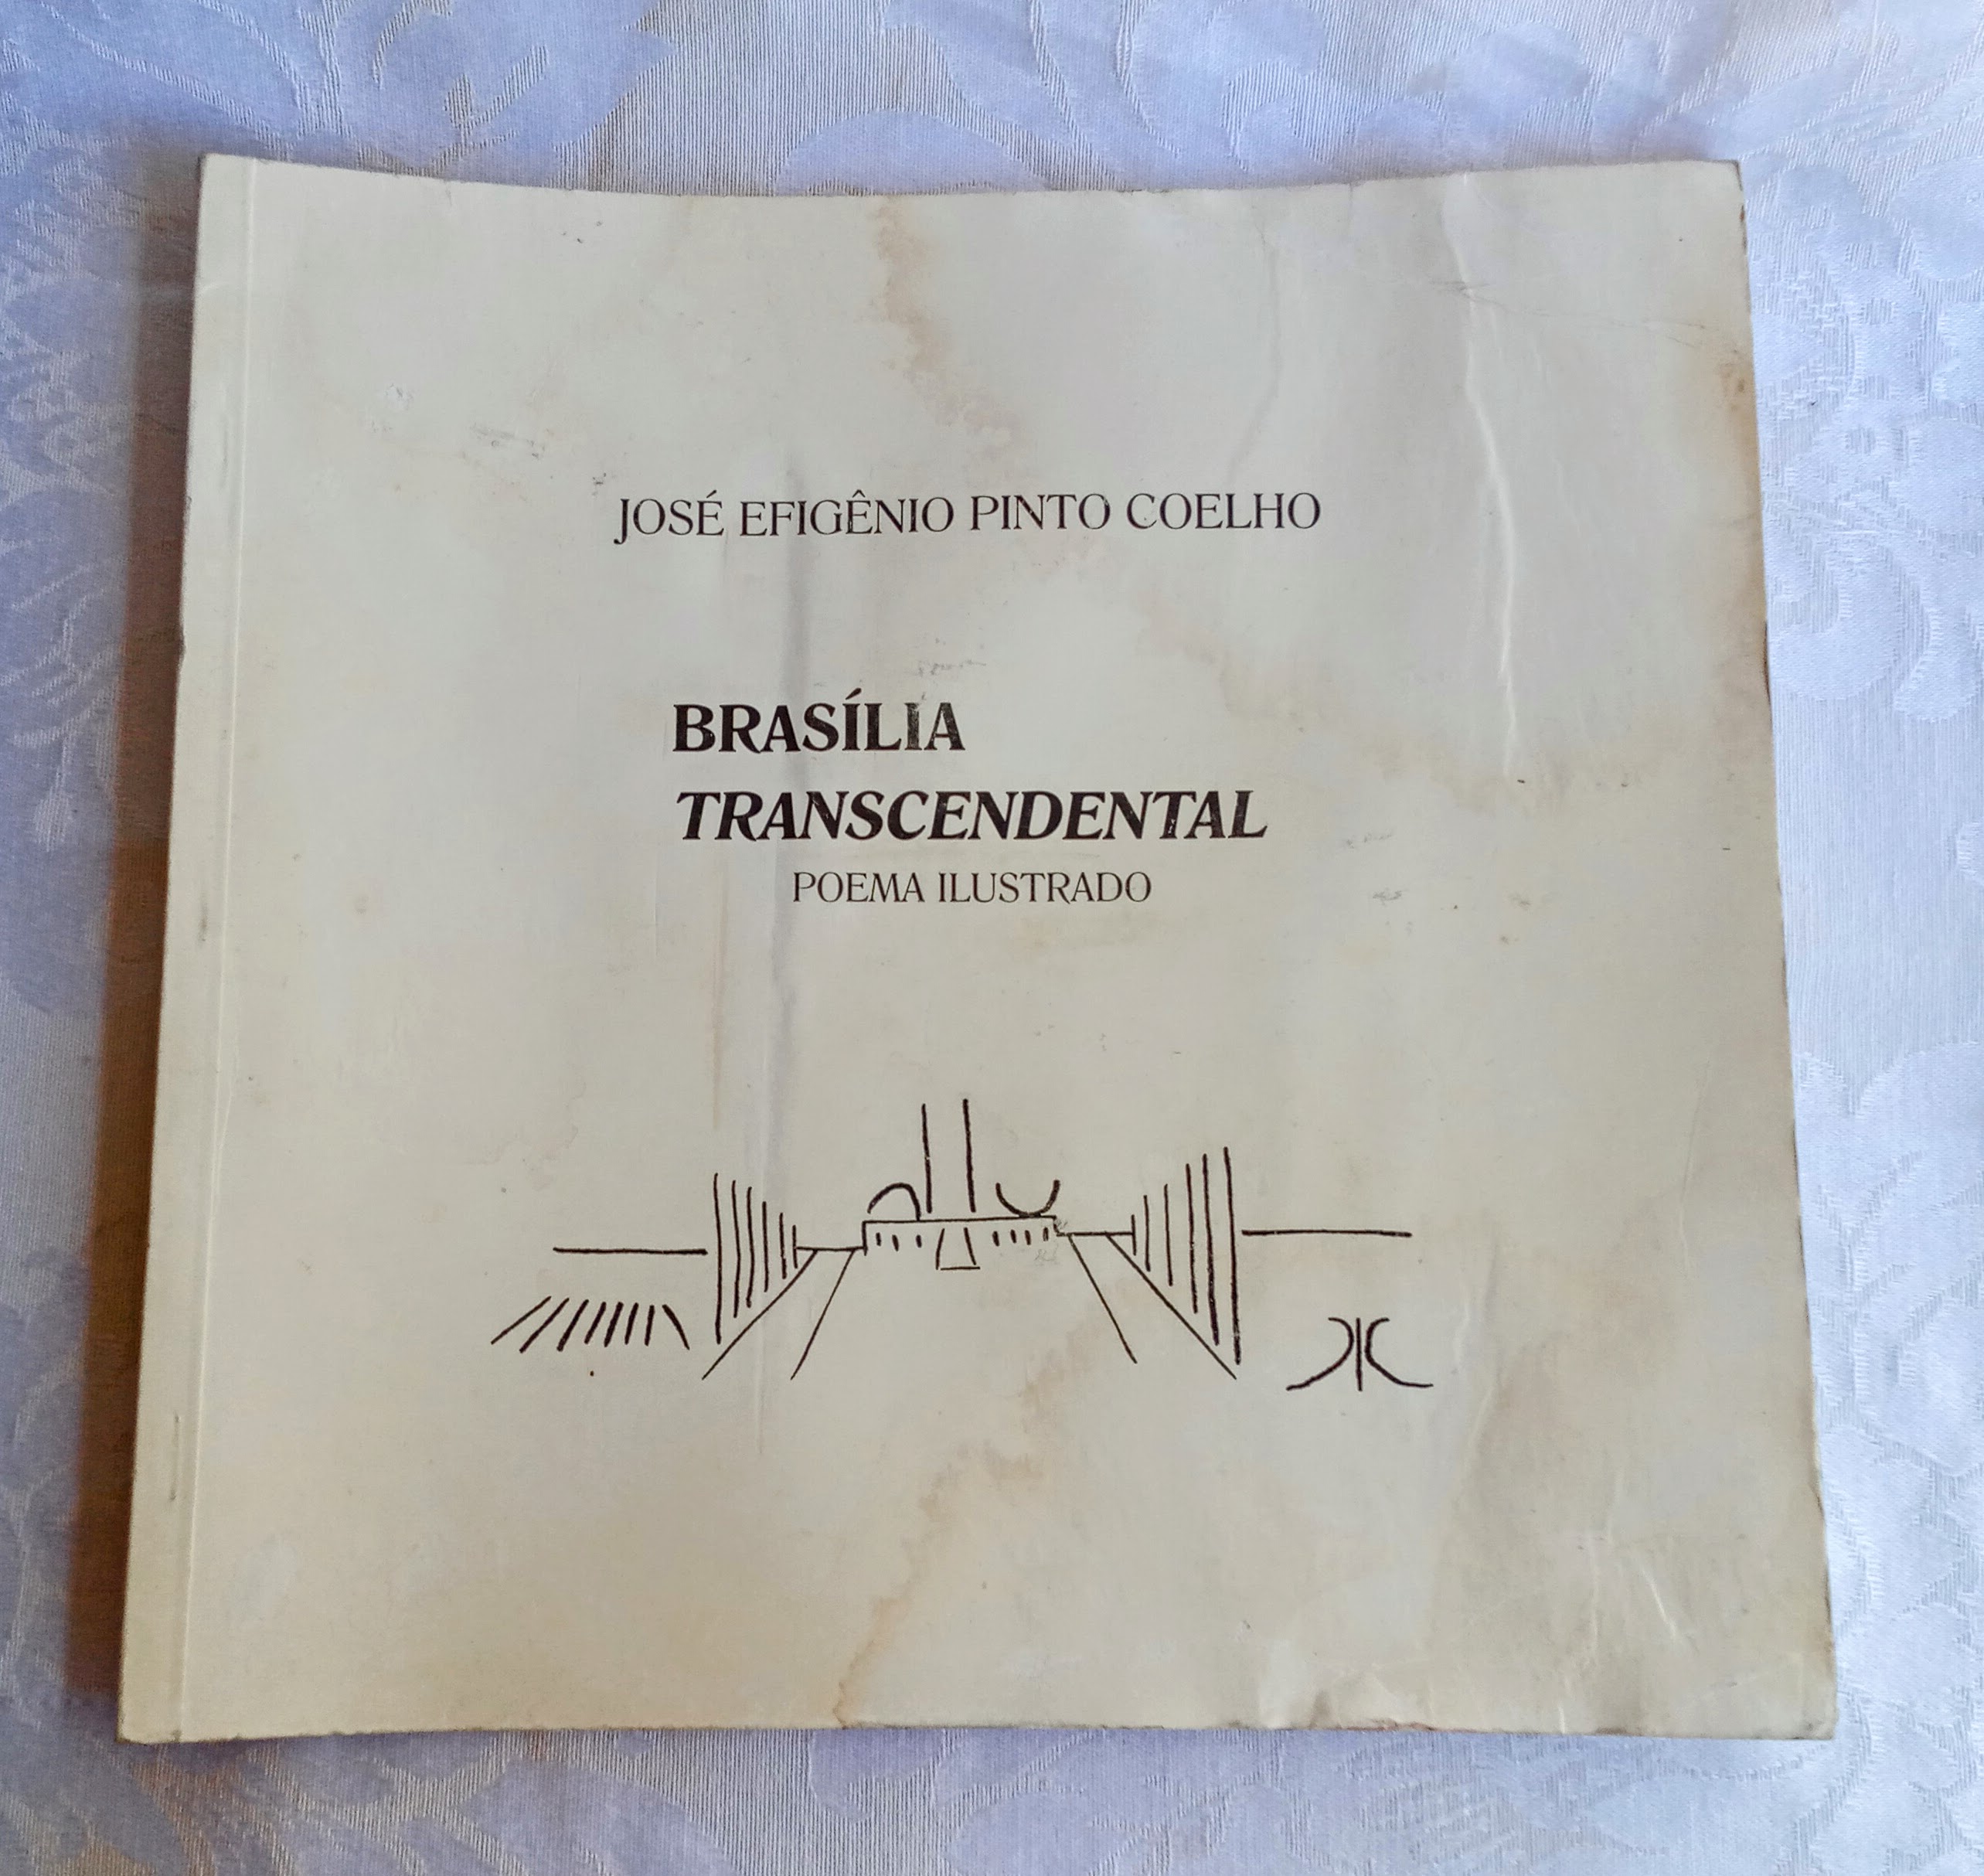 JOSÉ EFIGÊNIO PINTO COELHO
BRASÍLIA
TRANSCENDENTAL
POEMA ILUSTRADO